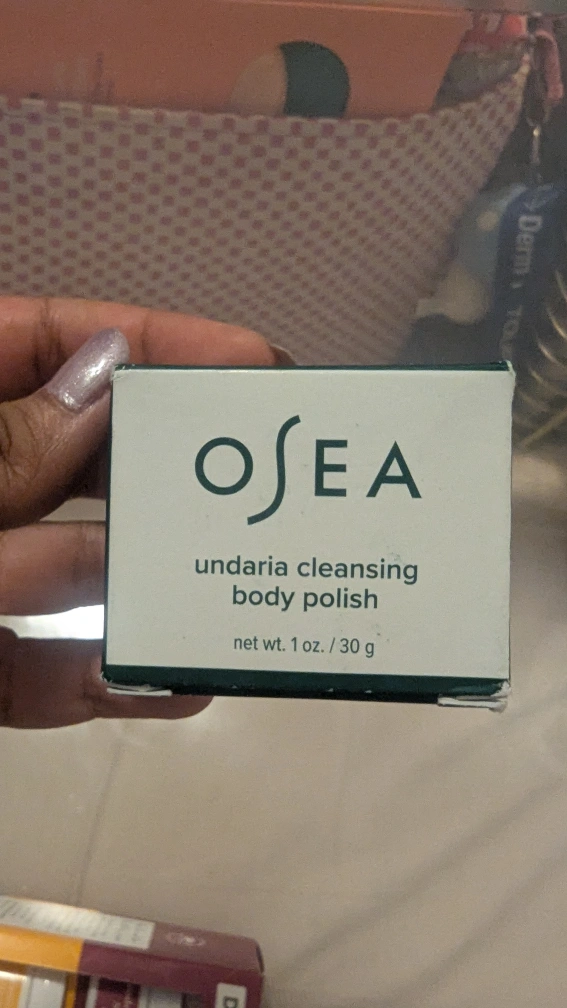 OSEA
undaria cleansing
body polish
net wt. 1 oz. / 30 g